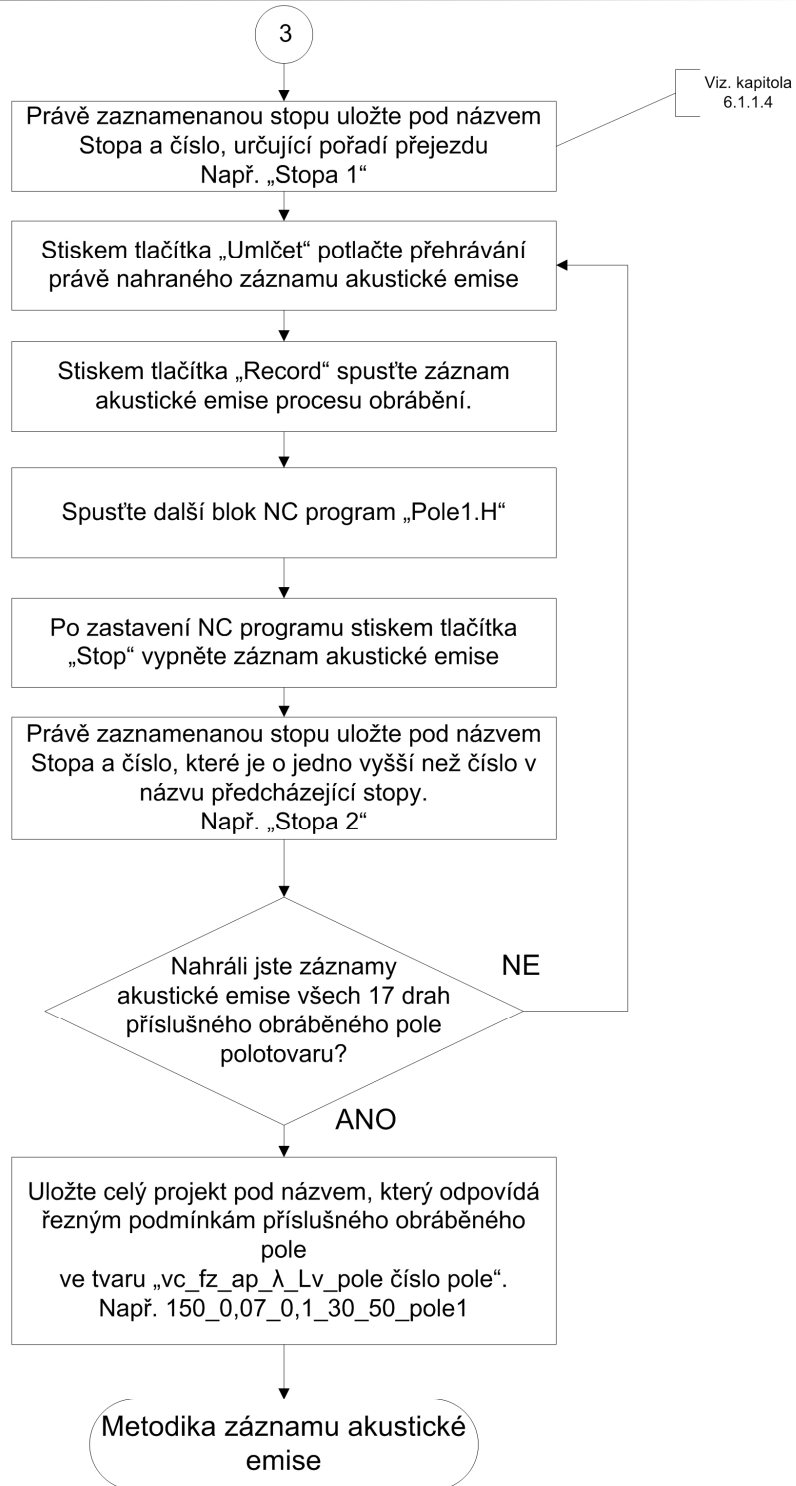 3
Viz. kapitola
6.1.1.4
Právě zaznamenanou stopu uložte pod názvem
Stopa a číslo, určující pořadí přejezdu
Např. „Stopa 1“
Stiskem tlačítka „Umlčet“ potlačte přehrávání
právě nahraného záznamu akustické emise
Stiskem tlačítka „Record“ spusťte záznam
akustické emise procesu obrábění.
Spusťte další blok NC program „Pole1.H“
Po zastavení NC programu stiskem tlačítka
„Stop“ vypněte záznam akustické emise
Právě zaznamenanou stopu uložte pod názvem
Stopa a číslo, které je o jedno vyšší než číslo v
názvu předcházející stopy.
Např. „Stopa 2“
Nahráli jste záznamy
akustické emise všech 17 drah
příslušného obráběného pole
polotovaru?
NE
ANO
Uložte celý projekt pod názvem, který odpovídá
řezným podmínkám příslušného obráběného
pole
ve tvaru „vc_fz_ap_λ_Lv_pole číslo pole“.
Např. 150_0,07_0,1_30_50_pole1
Metodika záznamu akustické
emise